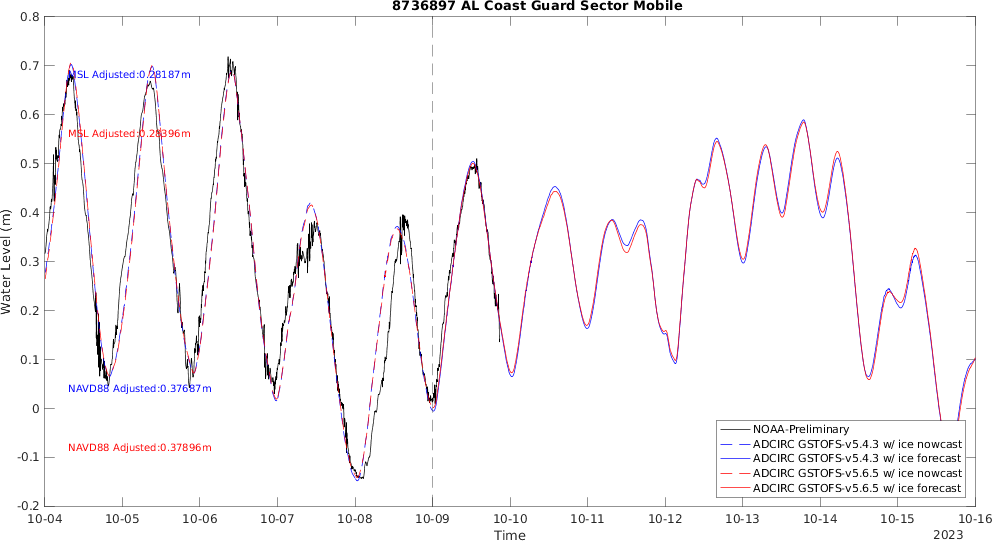 8736897 AL Coast Guard Sector Mobile
0.8
0.7
0.6
0.5
0.4
0.3
0.2
0.1
0
-0.1
-0.2
Water Level (m)
MSL Adjusted:0.28187m
MSL Adjusted:0.28396m
NAVD88 Adjusted:0.37687m
NAVD88 Adjusted:0.37896m
NOAA-Preliminary
ADCIRC GSTOFS-v5.4.3 w/ ice nowcast
ADCIRC GSTOFS-v5.4.3 w/ ice forecast
ADCIRC GSTOFS-v5.6.5 w/ ice nowcast
ADCIRC GSTOFS-v5.6.5 w/ ice forecast
10-04 10-05 10-06 10-07 10-08 10-09 10-10 10-11 10-12 10-13 10-14 10-15 10-16
Time
2023